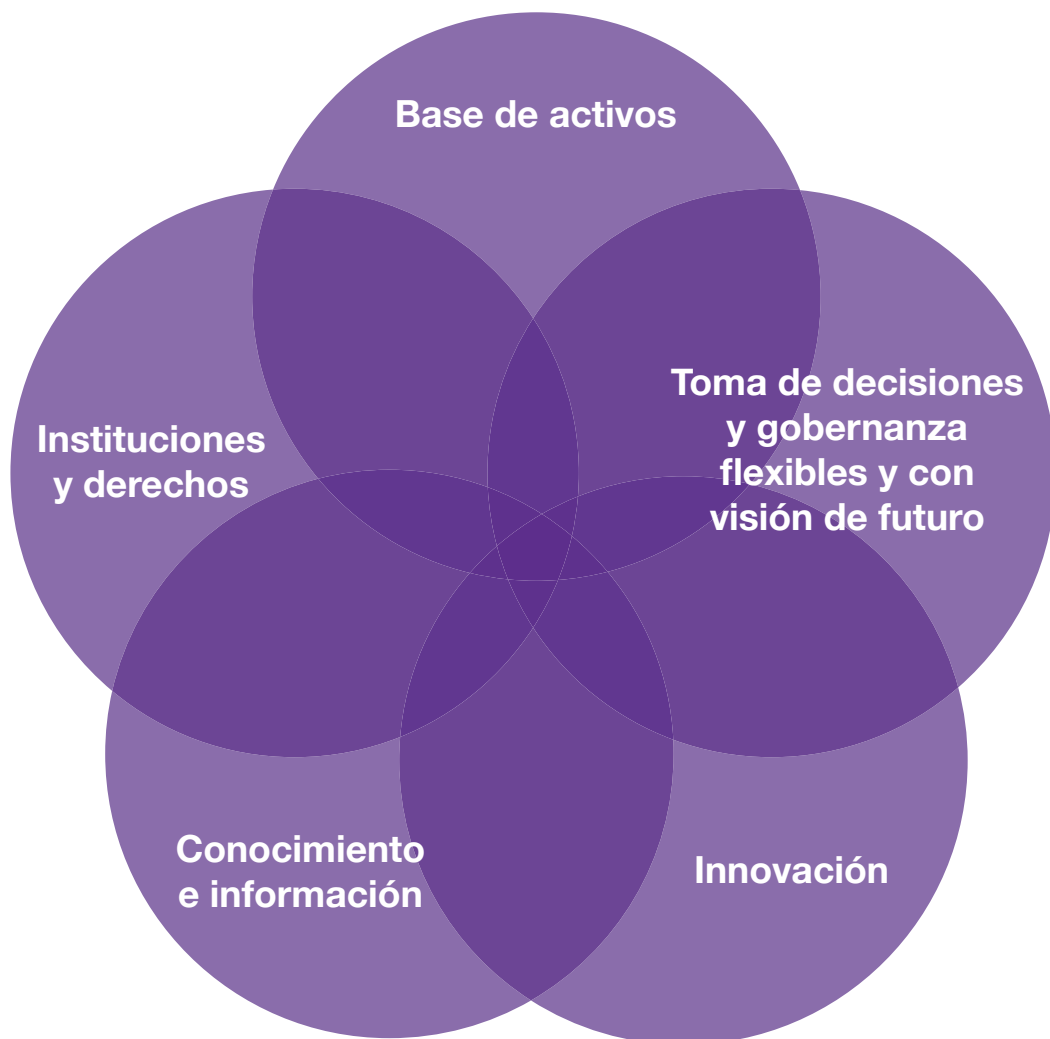 Base de activos
Toma de decisiones
y gobernanza
flexibles y con
visión de futuro
Instituciones
y derechos
Conocimiento
e información
Innovación